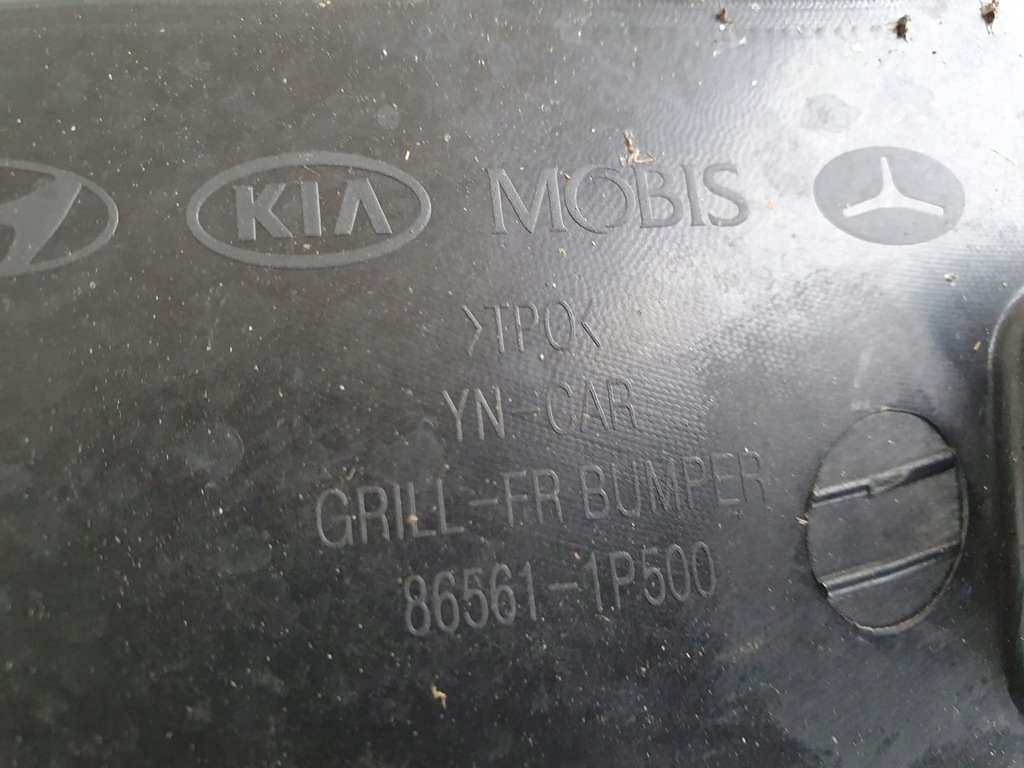 KIA MOBIS
>TPO<
YN-CAR
GRILL-FR BUMPER
86561-1P500